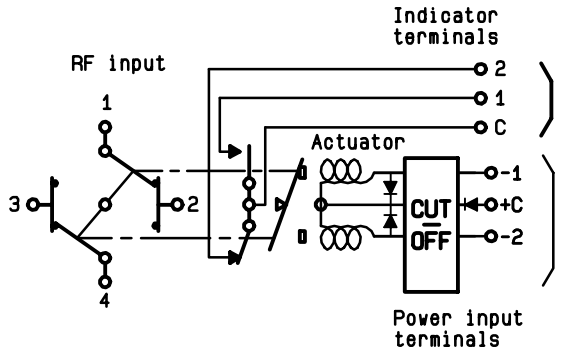 Indicator
terminals
RF input
2
1
1
C
Actuator
-1
3
2
CUT
+C
OFF
-2
4
Power input
terminals